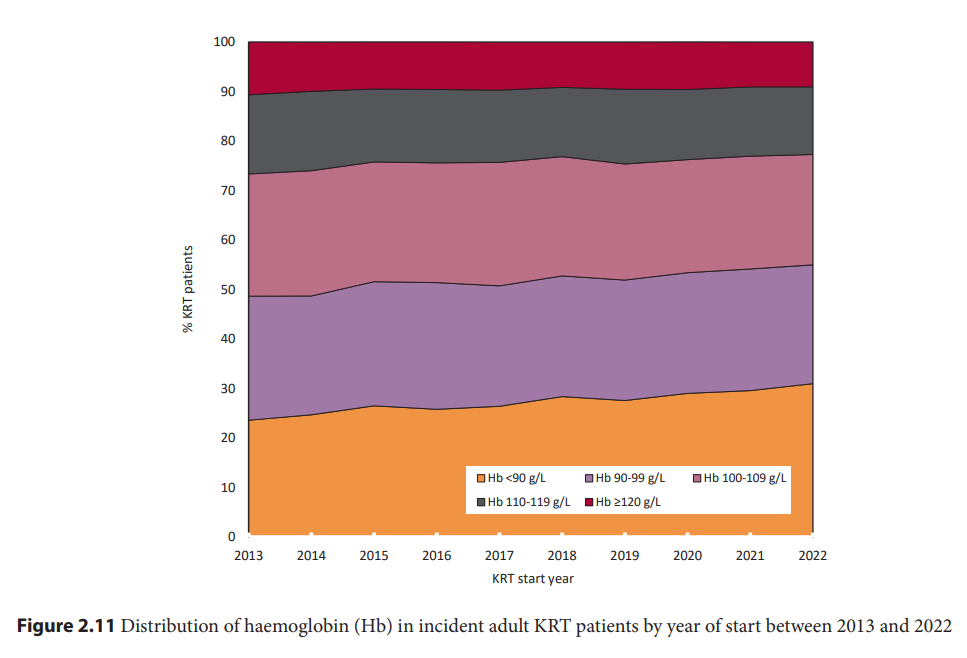 100
90
80
70
60
50
40
30
20
10
0
% KRT patients
Hb <90 g/L Hb 90-99 g/L Hb 100-109 g/L
Hb 110-119 g/L Hb ≥120 g/L
2013 2014 2015 2016 2017 2018 2019 2020 2021 2022
KRT start year
Figure 2.11 Distribution of haemoglobin (Hb) in incident adult KRT patients by year of start between 2013 and 2022